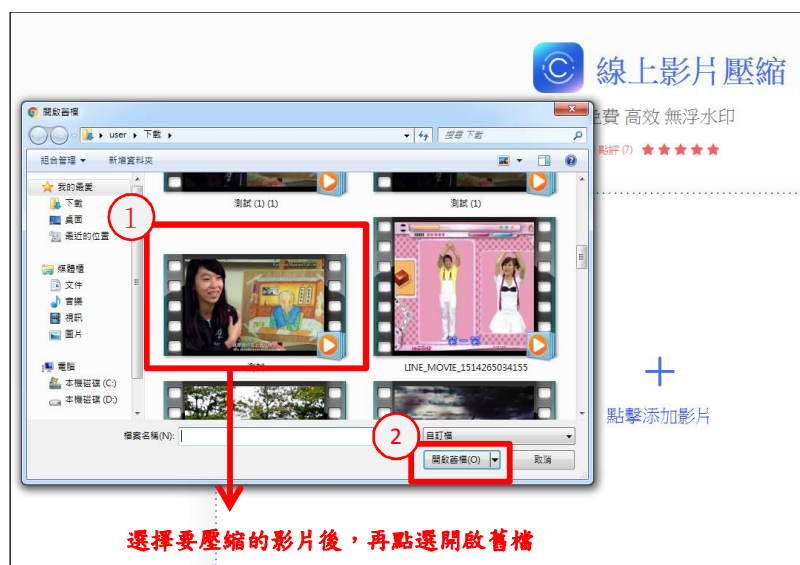 線上影片壓縮
免費 高效 無浮水印
點評 (7)
開啟舊檔
user
下載
搜尋 下載
組合管理
新增資料夾
我的最愛
下載
桌面
最近的位置
媒體櫃
文件
音樂
視訊
圖片
電腦
本機磁碟 (C:)
本機磁碟 (D:)
測試 (1) (1)
測試 (1)
1
測試
LINE_MOVIE_1514265034155
點擊添加影片
檔案名稱(N):
自訂檔
2
開啟舊檔(O)
取消
選擇要壓縮的影片後，再點選開啟舊檔